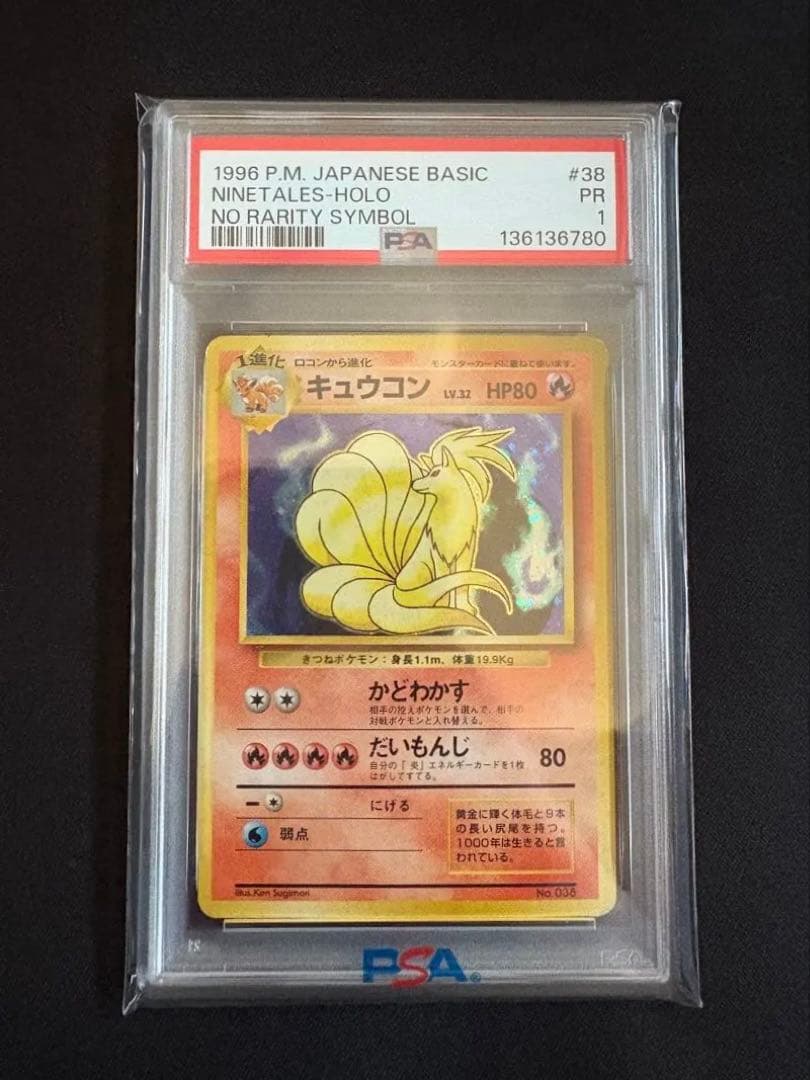 1996 P.M. JAPANESE BASIC #38
NINETALES-HOLO PR
NO RARITY SYMBOL 1
PSA 136136780
1進化 ロコンから進化 モンスターカードに重ねて使います。
キュウコン LV.32 HP80
きつねポケモン：身長1.1m、体重19.9Kg
かどわかす
相手の控えポケモンを選んで、相手の
対戦ポケモンと入れ替える。
だいもんじ 80
自分の「炎」エネルギーカードを1枚
はがしてすてる。
にげる
弱点
黄金に輝く体毛と9本
の長い尻尾を持つ。
1000年は生きると言
われている。
Illus.Ken Sugimori No.038
PSA®